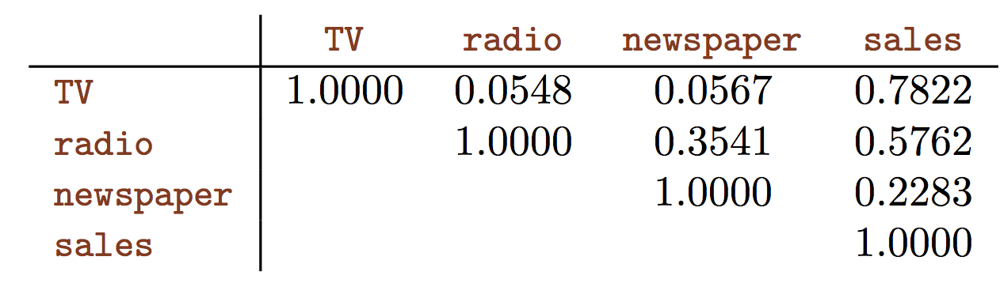 TV radio newspaper sales
TV 1.0000 0.0548 0.0567 0.7822
radio 1.0000 0.3541 0.5762
newspaper 1.0000 0.2283
sales 1.0000